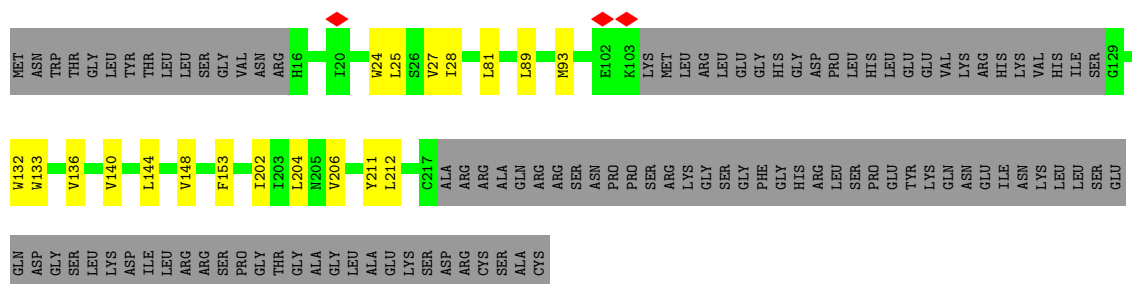 MET ASN TRP THR GLY LEU TYR THR LEU LEU SER GLY VAL ASN ARG H16 I20 W24 L25 S26 V27 I28 L81 L89 M93 E102 K103 LYS MET LEU ARG LEU GLU GLY HIS GLY ASP PRO LEU HIS LEU GLU GLU VAL LYS ARG HIS LYS VAL HIS ILE SER G129
W132 W133 V136 V140 L144 V148 F153 I202 I203 L204 N205 V206 Y211 L212 C217 ALA ARG ARG ALA GLN ARG ARG SER ASN PRO PRO SER ARG LYS GLY SER GLY PHE GLY HIS ARG LEU SER PRO GLU TYR LYS GLN ASN GLU ILE ASN LYS LEU LEU SER GLU
GLN ASP GLY SER LEU LYS ASP ILE LEU ARG ARG SER PRO GLY THR GLY ALA GLY LEU ALA GLU LYS SER ASP ARG CYS SER ALA CYS